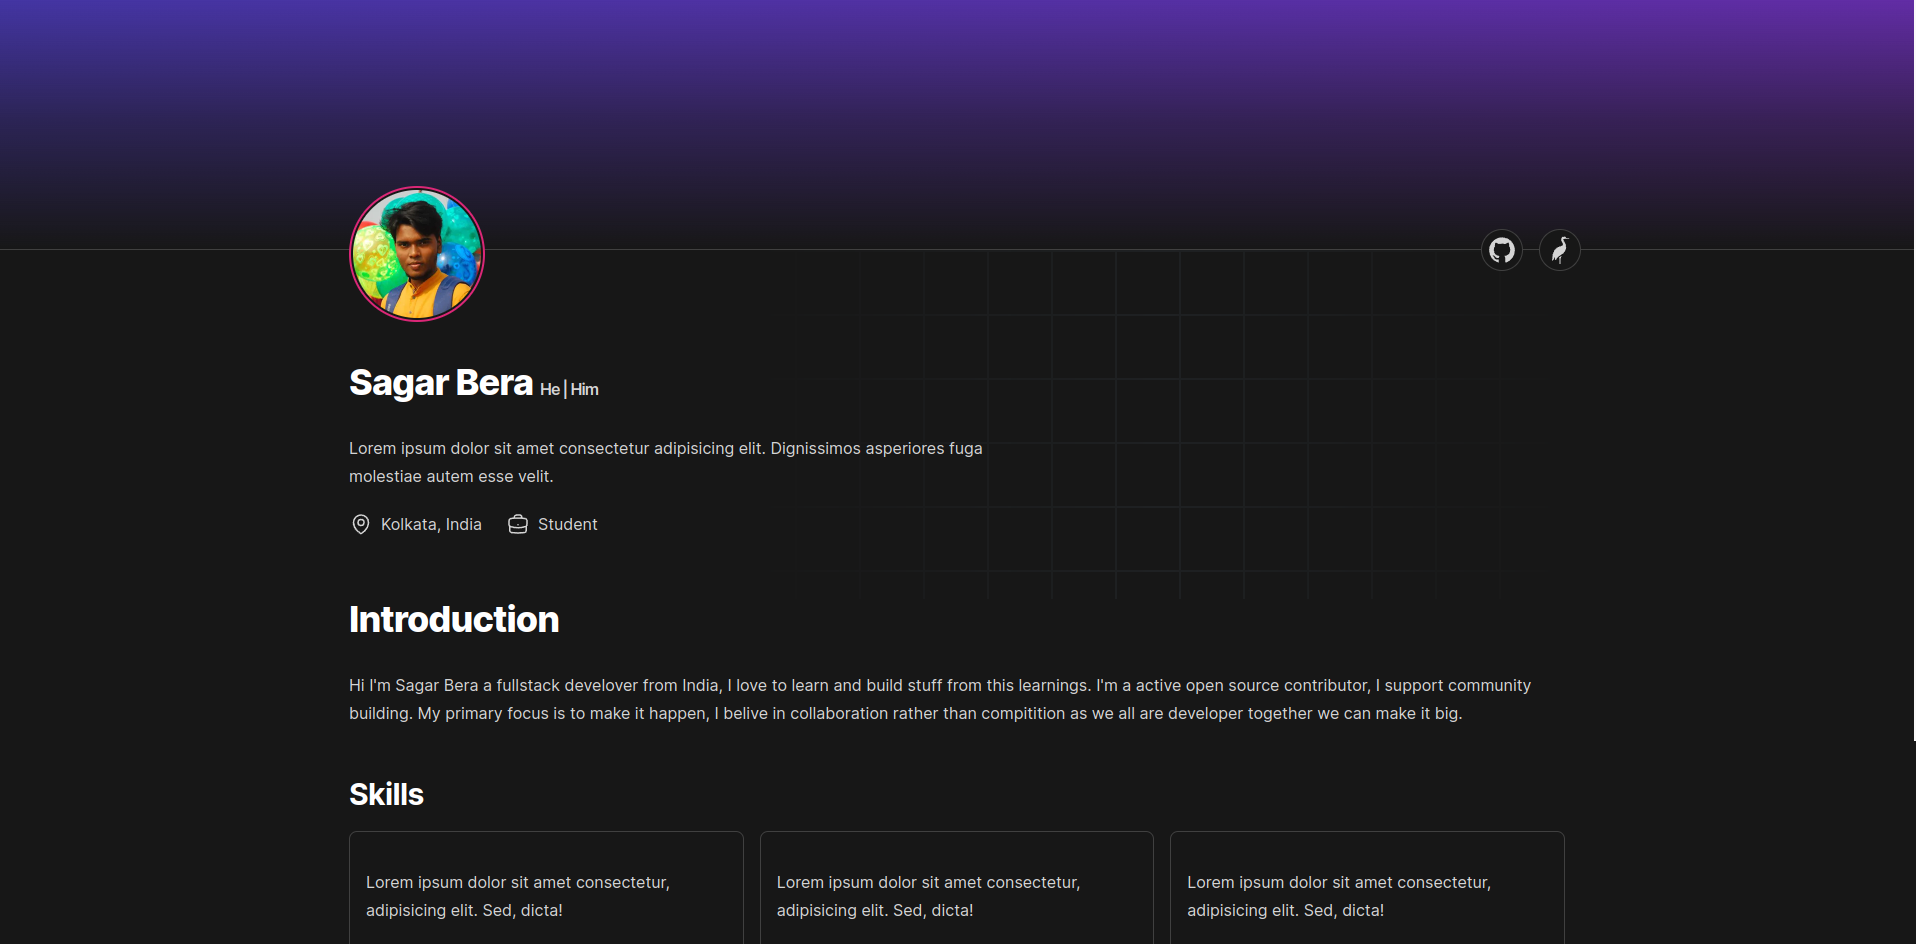 Sagar Bera He | Him
Lorem ipsum dolor sit amet consectetur adipisicing elit. Dignissimos asperiores fuga
molestiae autem esse velit.
Kolkata, India Student
Introduction
Hi I'm Sagar Bera a fullstack develover from India, I love to learn and build stuff from this learnings. I'm a active open source contributor, I support community
building. My primary focus is to make it happen, I belive in collaboration rather than compitition as we all are developer together we can make it big.
Skills
Lorem ipsum dolor sit amet consectetur,
adipisicing elit. Sed, dicta!
Lorem ipsum dolor sit amet consectetur,
adipisicing elit. Sed, dicta!
Lorem ipsum dolor sit amet consectetur,
adipisicing elit. Sed, dicta!